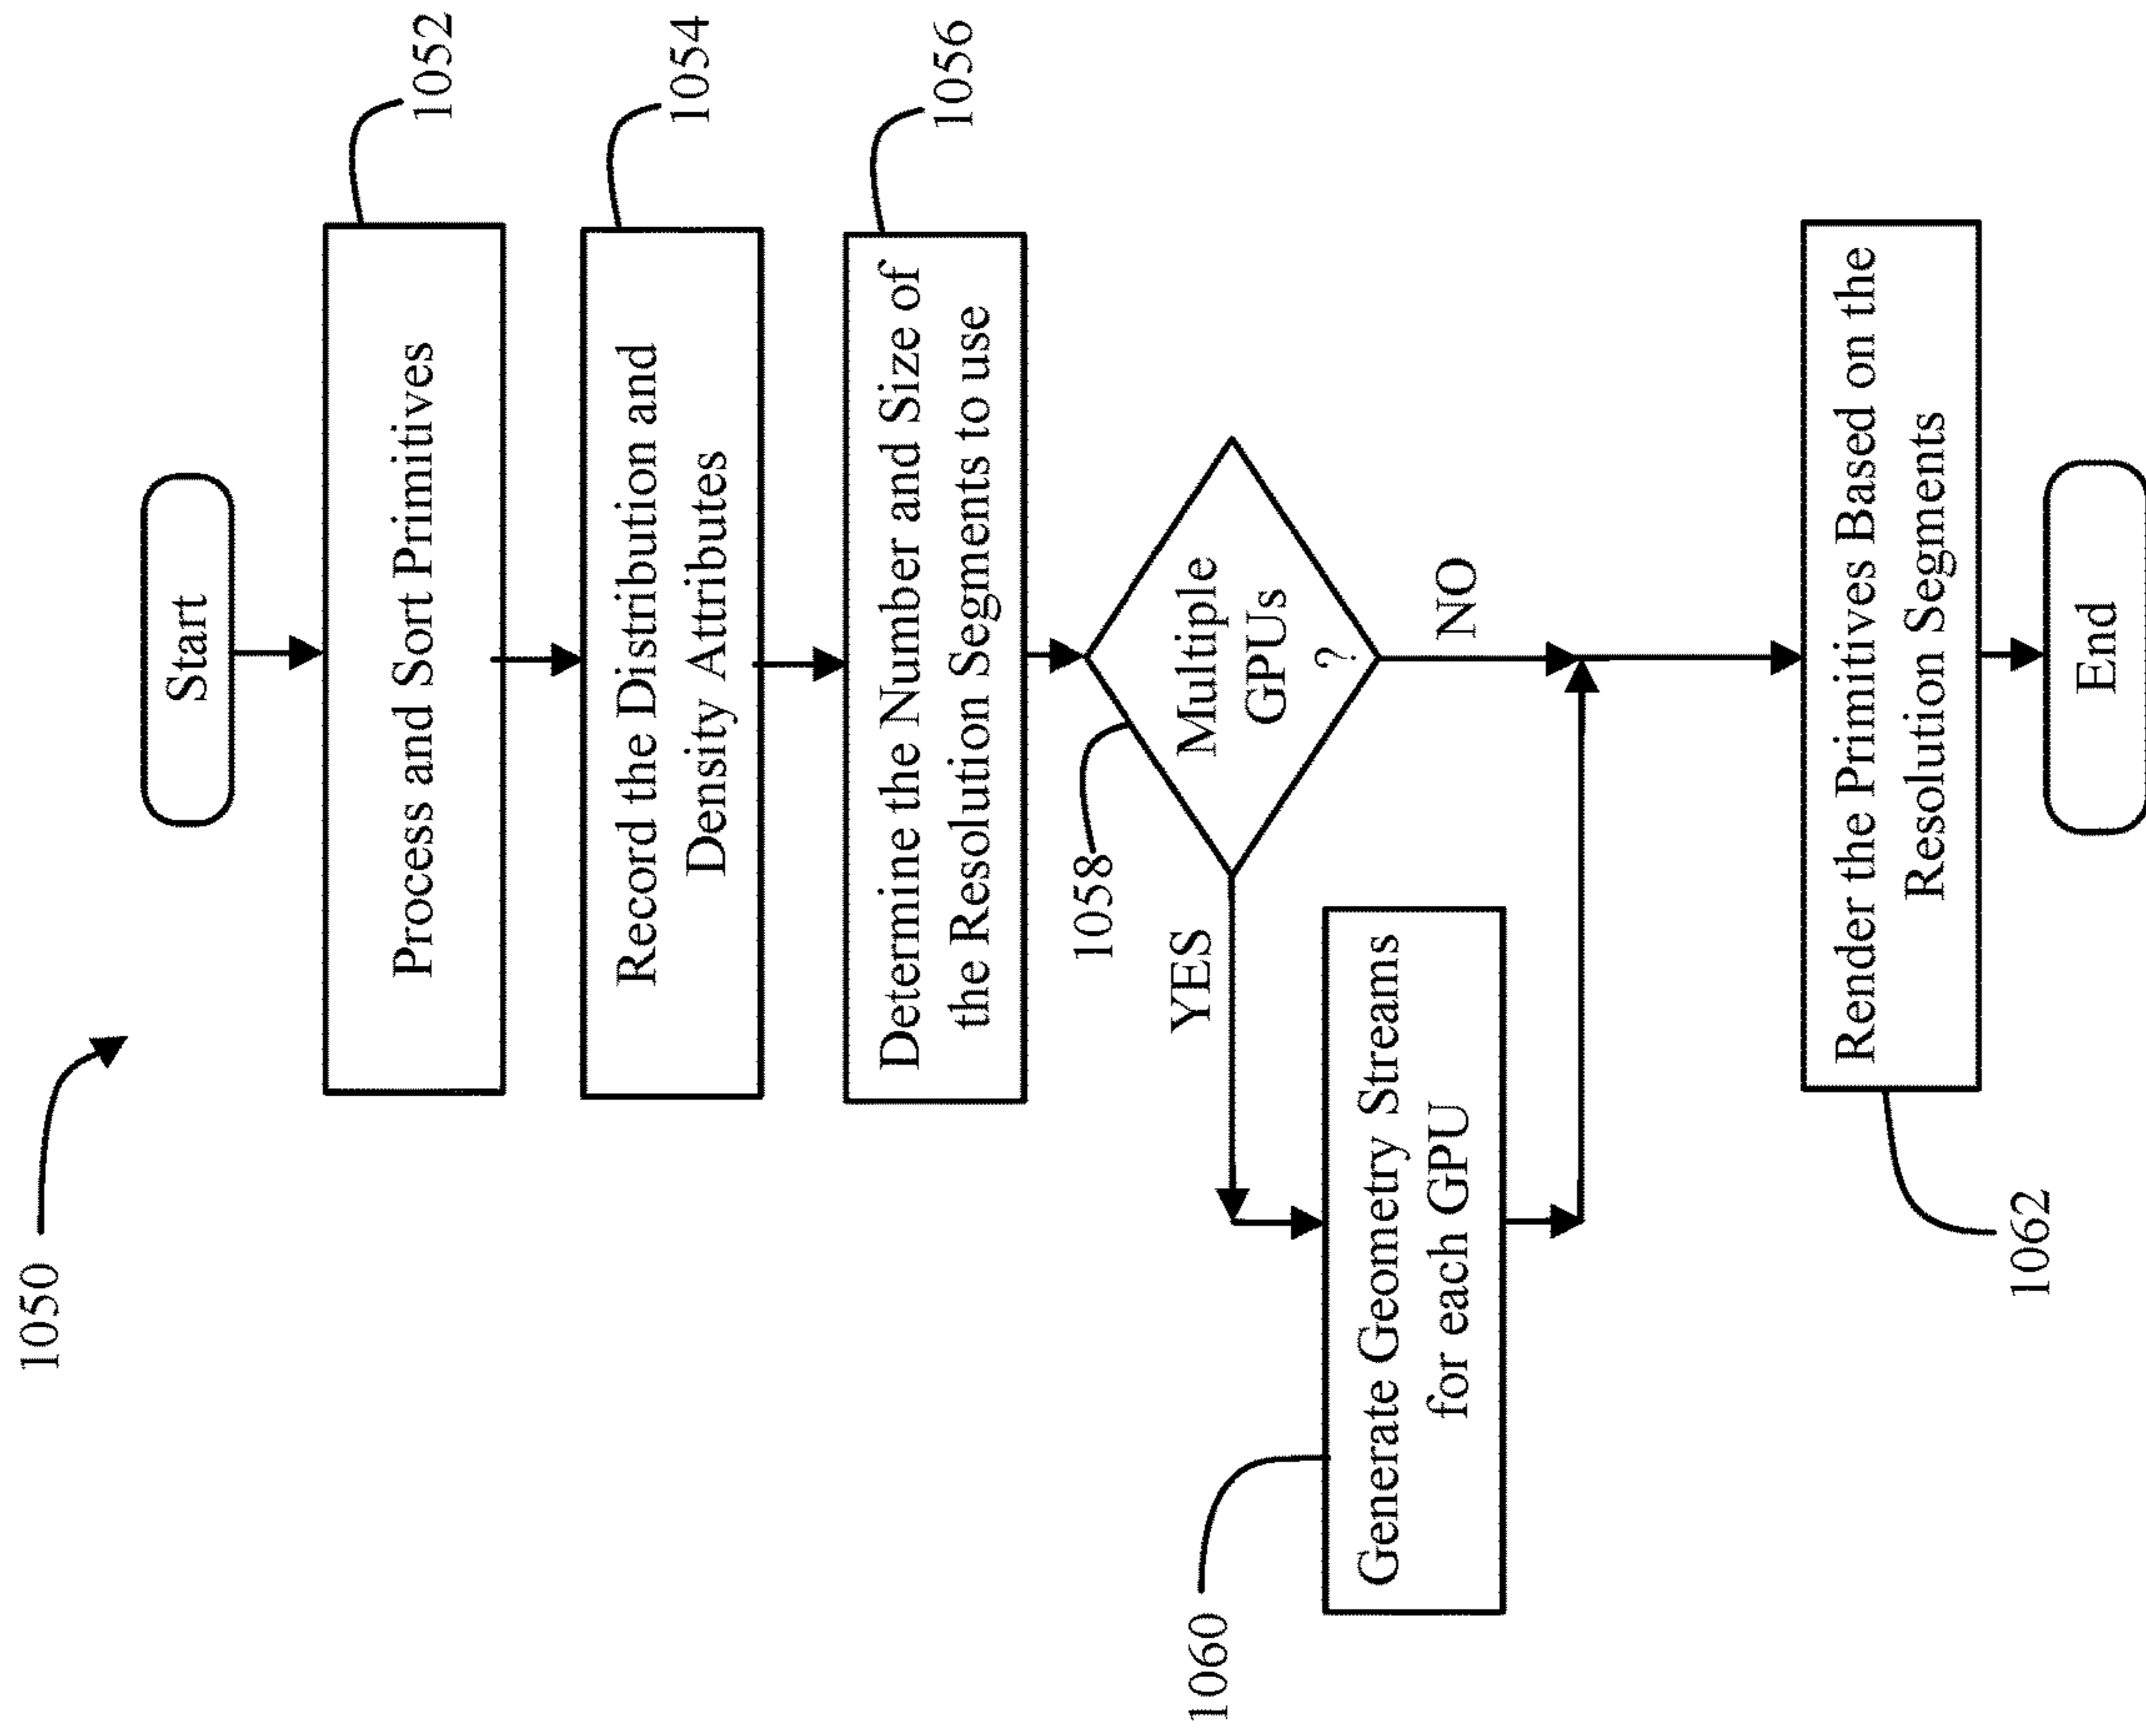 1050
Start
Process and Sort Primitives
1052
Record the Distribution and
Density Attributes
1054
Determine the Number and Size of
the Resolution Segments to use
1056
1058
Multiple
GPUs
?
YES
NO
1060
Generate Geometry Streams
for each GPU
Render the Primitives Based on the
Resolution Segments
1062
End